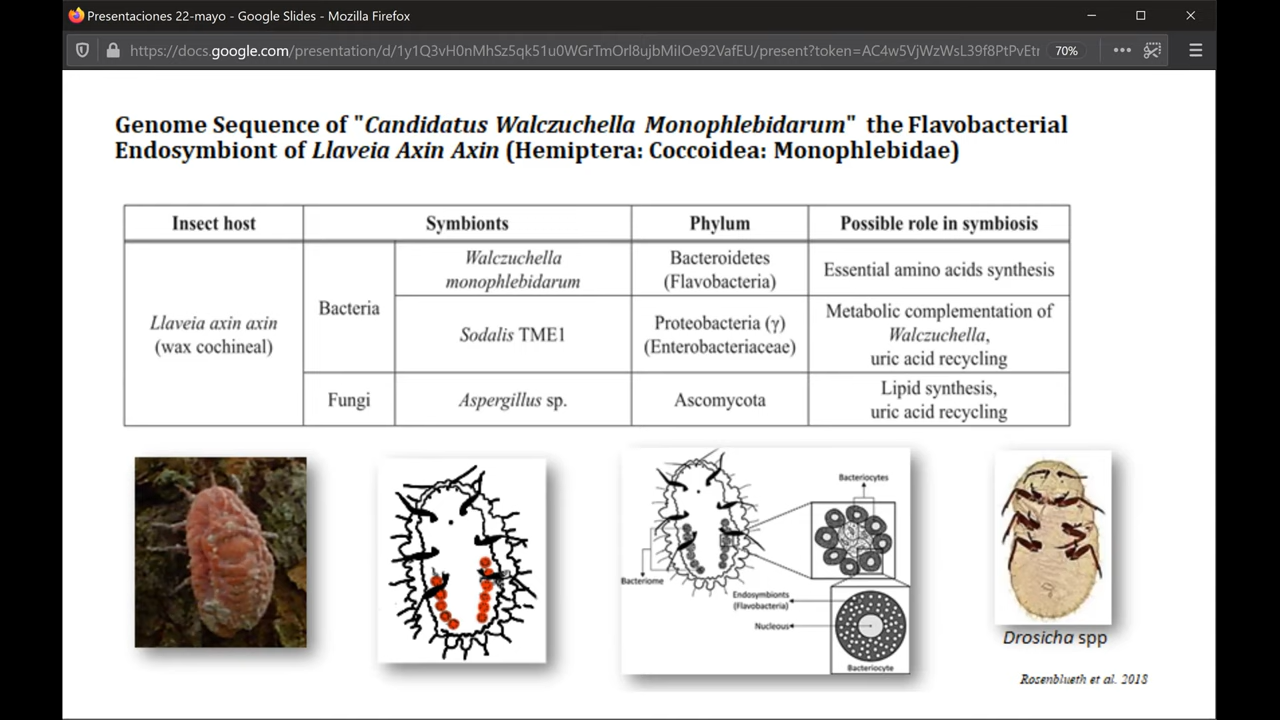 Presentaciones 22-mayo - Google Slides - Mozilla Firefox
https://docs.google.com/presentation/d/1y1Q3vH0nMhSz5qk51u0WGrTmOrl8ujbMiIOe92VafEU/present?token=AC4w5VjWzWsL39f8PtPvEtr
70%
Genome Sequence of "Candidatus Walczuchella Monophlebidarum" the Flavobacterial
Endosymbiont of Llaveia Axin Axin (Hemiptera: Coccoidea: Monophlebidae)
Insect host
Symbionts
Phylum
Possible role in symbiosis
Llaveia axin axin
(wax cochineal)
Bacteria
Walczuchella
monophlebidarum
Bacteroidetes
(Flavobacteria)
Essential amino acids synthesis
Sodalis TME1
Proteobacteria (γ)
(Enterobacteriaceae)
Metabolic complementation of
Walczuchella,
uric acid recycling
Fungi
Aspergillus sp.
Ascomycota
Lipid synthesis,
uric acid recycling
Bacteriocytes
Bacteriome
Endosymbionts
(Flavobacteria)
Nucleous
Bacteriocyte
Drosicha spp
Rosenblueth et al. 2018